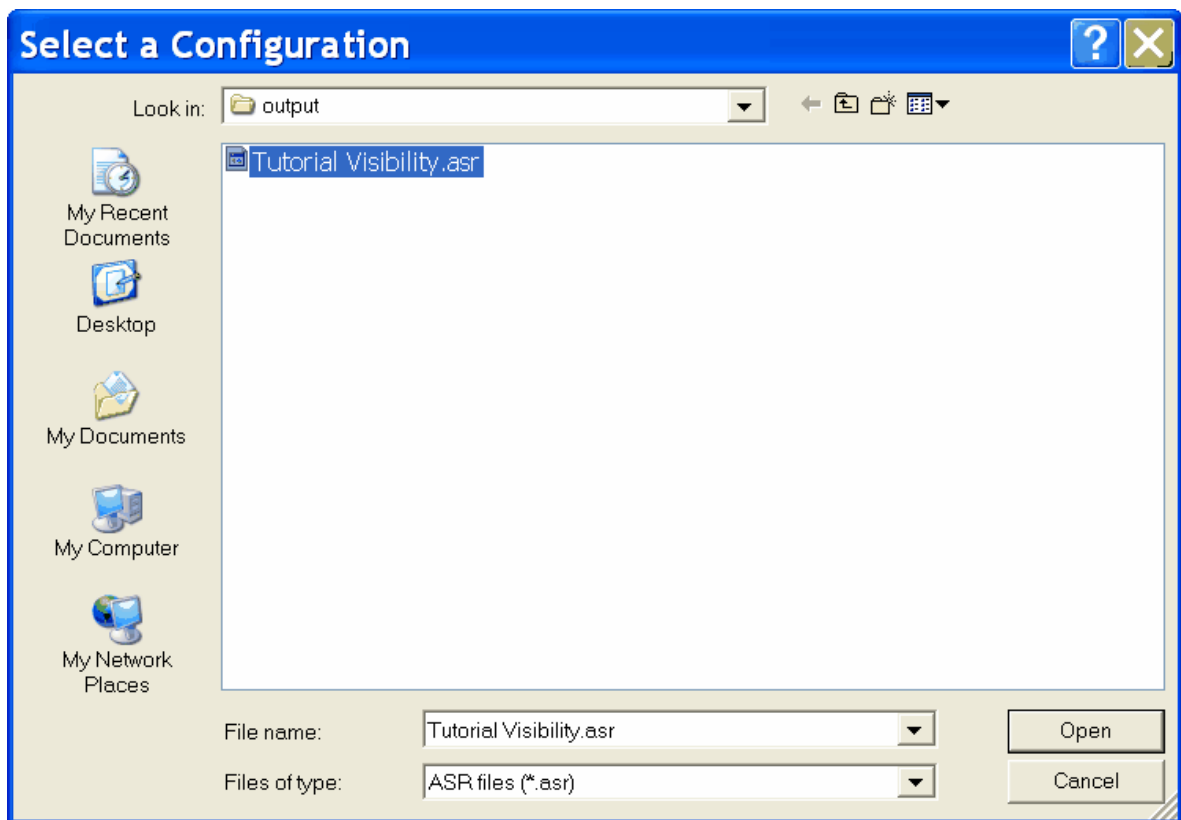 Select a Configuration
Look in: output
Tutorial Visibility.asr
My Recent
Documents
Desktop
My Documents
My Computer
My Network
Places
File name: Tutorial Visibility.asr Open
Files of type: ASR files (*.asr) Cancel